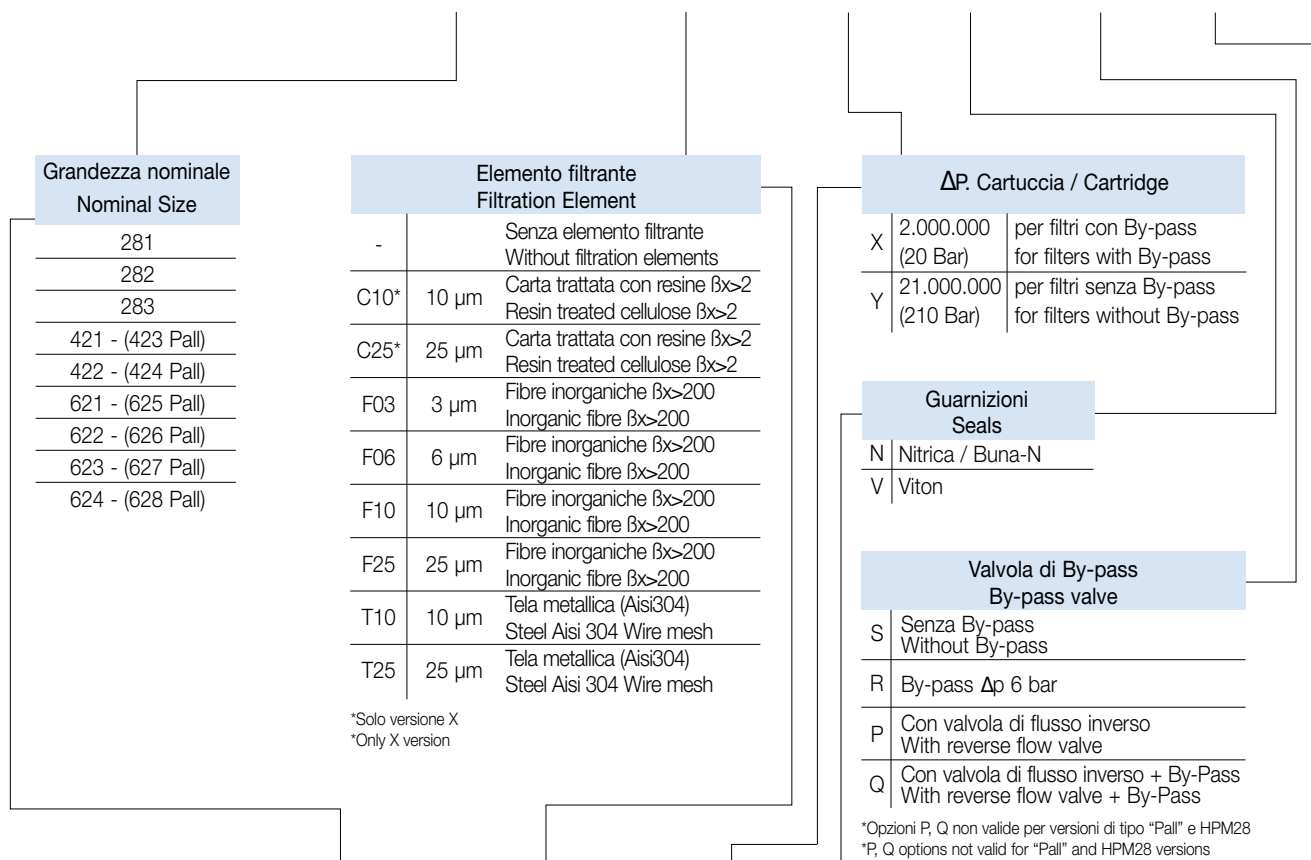 Grandezza nominale
Nominal Size
281
282
283
421 - (423 Pall)
422 - (424 Pall)
621 - (625 Pall)
622 - (626 Pall)
623 - (627 Pall)
624 - (628 Pall)
Elemento filtrante
Filtration Element
- Senza elemento filtrante
Without filtration elements
C10* 10 µm Carta trattata con resine ßx>2
Resin treated cellulose ßx>2
C25* 25 µm Carta trattata con resine ßx>2
Resin treated cellulose ßx>2
F03 3 µm Fibre inorganiche ßx>200
Inorganic fibre ßx>200
F06 6 µm Fibre inorganiche ßx>200
Inorganic fibre ßx>200
F10 10 µm Fibre inorganiche ßx>200
Inorganic fibre ßx>200
F25 25 µm Fibre inorganiche ßx>200
Inorganic fibre ßx>200
T10 10 µm Tela metallica (Aisi304)
Steel Aisi 304 Wire mesh
T25 25 µm Tela metallica (Aisi304)
Steel Aisi 304 Wire mesh
*Solo versione X
*Only X version
ΔP. Cartuccia / Cartridge
X 2.000.000 per filtri con By-pass
(20 Bar) for filters with By-pass
Y 21.000.000 per filtri senza By-pass
(210 Bar) for filters without By-pass
Guarnizioni
Seals
N Nitrica / Buna-N
V Viton
Valvola di By-pass
By-pass valve
S Senza By-pass
Without By-pass
R By-pass Δp 6 bar
P Con valvola di flusso inverso
With reverse flow valve
Q Con valvola di flusso inverso + By-Pass
With reverse flow valve + By-Pass
*Opzioni P, Q non valide per versioni di tipo “Pall” e HPM28
*P, Q options not valid for “Pall” and HPM28 versions